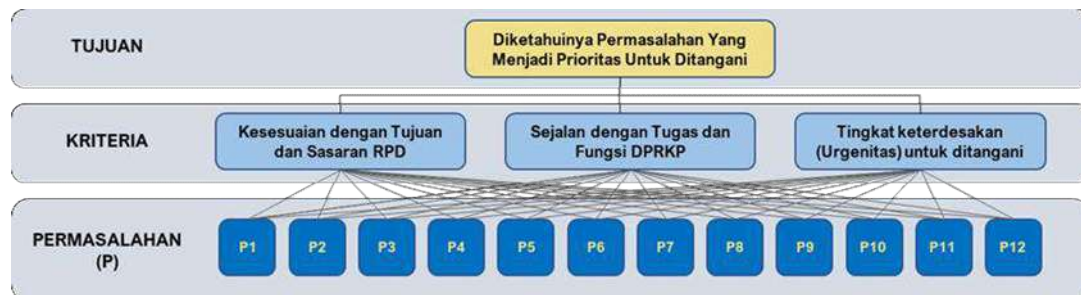 TUJUAN
Diketahuinya Permasalahan Yang
Menjadi Prioritas Untuk Ditangani
KRITERIA
Kesesuaian dengan Tujuan
dan Sasaran RPD
Sejalan dengan Tugas dan
Fungsi DPRKP
Tingkat keterdesakan
(Urgenitas) untuk ditangani
PERMASALAHAN
(P)
P1 P2 P3 P4 P5 P6 P7 P8 P9 P10 P11 P12